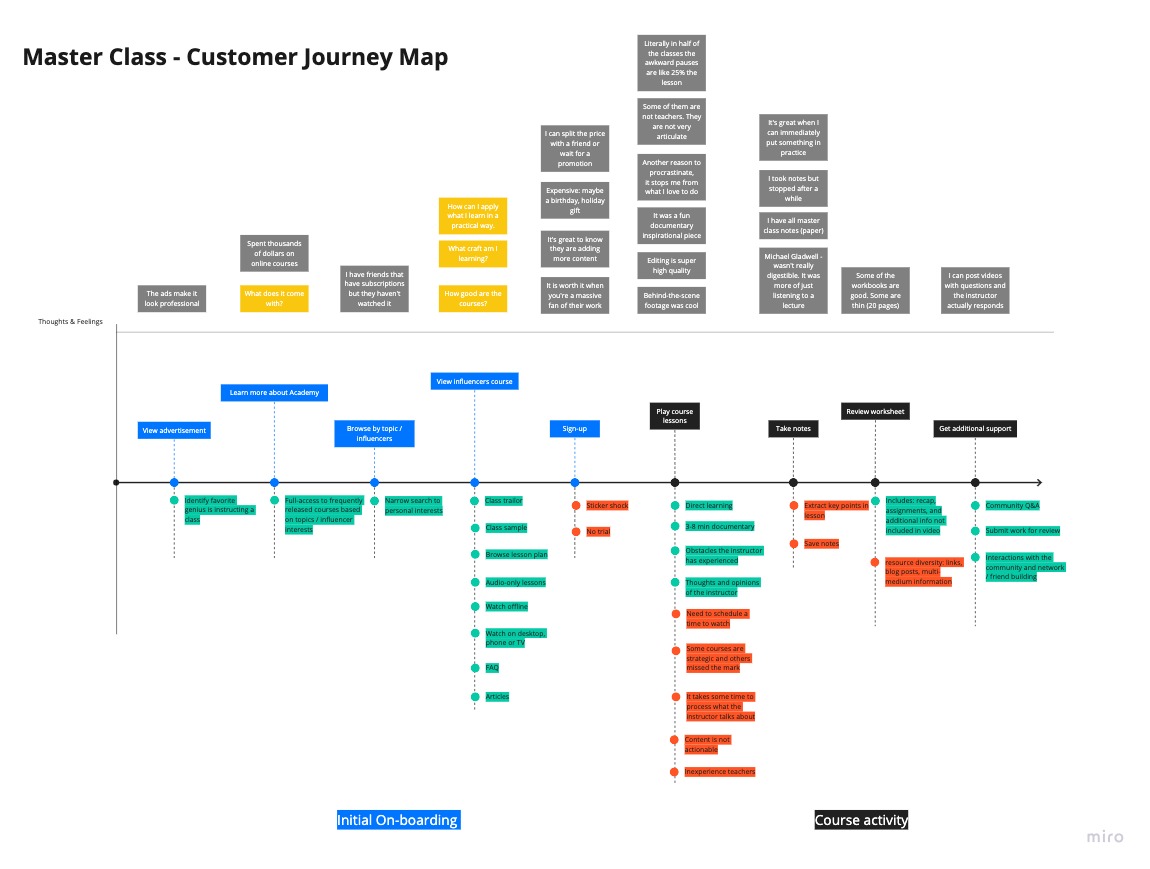 Master Class - Customer Journey Map
The ads make it
look professional
Spent thousands
of dollars on
online courses
What does it come
with?
I have friends that
have subscriptions
but they haven't
watched it
How can I apply
what I learn in a
practical way.
What craft am I
learning?
How good are the
courses?
I can split the price
with a friend or
wait for a
promotion
Expensive: maybe
a birthday, holiday
gift
It's great to know
they are adding
more content
It is worth it when
you're a massive
fan of their work
Literally in half of
the classes the
awkward pauses
are like 25% the
lesson
Some of them are
not teachers. They
are not very
articulate
Another reason to
procrastinate,
it stops me from
what I love to do
It was a fun
documentary
inspirational piece
Editing is super
high quality
Behind-the-scene
footage was cool
It's great when I
can immediately
put something in
practice
I took notes but
stopped after a
while
I have all master
class notes (paper)
Michael Gladwell -
wasn't really
digestible. It was
more of just
listening to a
lecture
Some of the
workbooks are
good. Some are
thin (20 pages)
I can post videos
with questions and
the instructor
actually responds
Thoughts & Feelings
View advertisement
Learn more about Academy
Browse by topic /
influencers
View influencers course
Sign-up
Play course
lessons
Take notes
Review worksheet
Get additional support
Identify favorite
genius is instructing a
class
Full-access to frequently
released courses based
on topics / influencer
interests
Narrow search to
personal interests
Class trailor
Class sample
Browse lesson plan
Audio-only lessons
Watch offline
Watch on desktop,
phone or TV
FAQ
Articles
Sticker shock
No trial
Direct learning
3-8 min documentary
Obstacles the instructor
has experienced
Thoughts and opinions
of the instructor
Need to schedule a
time to watch
Some courses are
strategic and others
missed the mark
It takes some time to
process what the
instructor talks about
Content is not
actionable
Inexperience teachers
Extract key points in
lesson
Save notes
Includes: recap,
assignments, and
additional info not
included in video
resource diversity: links,
blog posts, multi-
medium information
Community Q&A
Submit work for review
Interactions with the
community and network
/ friend building
Initial On-boarding
Course activity
miro